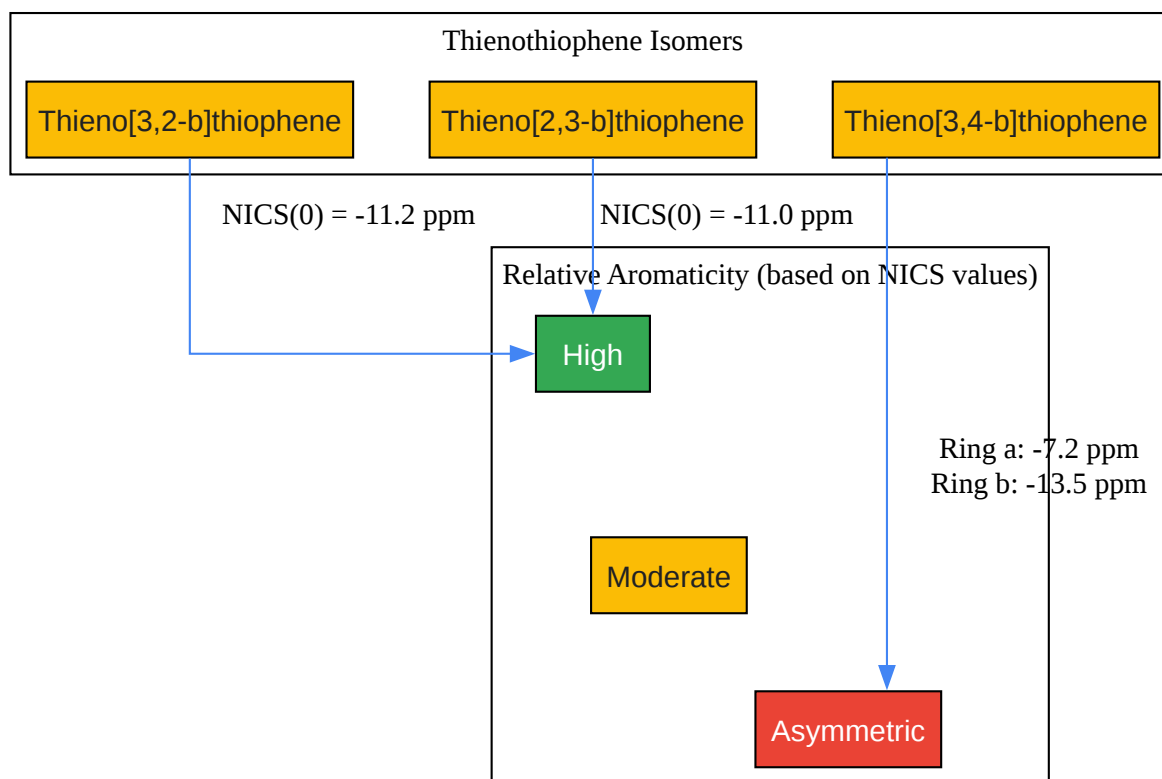 Thienothiophene Isomers
Thieno[3,2-b]thiophene
Thieno[2,3-b]thiophene
Thieno[3,4-b]thiophene
NICS(0) = -11.2 ppm
NICS(0) = -11.0 ppm
Relative Aromaticity (based on NICS values)
High
Ring a: -7.2 ppm
Ring b: -13.5 ppm
Moderate
Asymmetric